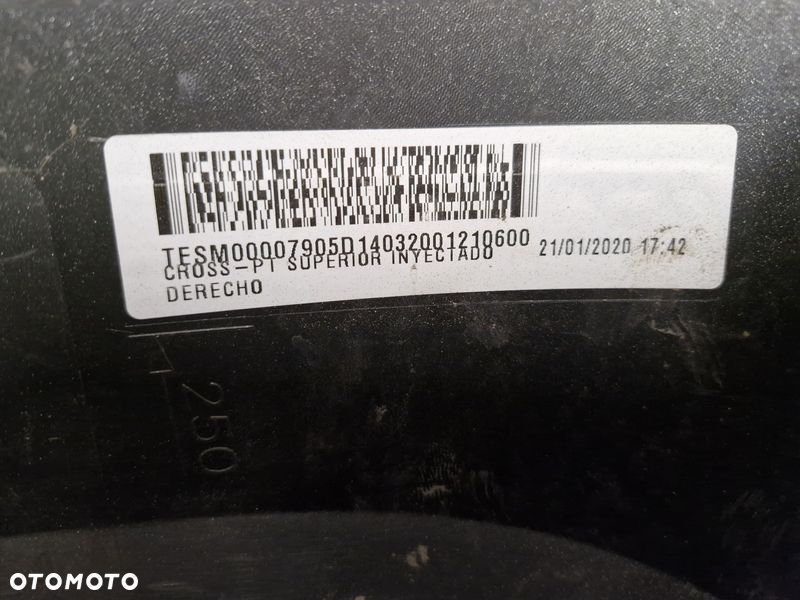 TESM00007905D14032001210600 21/01/2020 17:42
CROSS-PT SUPERIOR INYECTADO
DERECHO
250
OTOMOTO